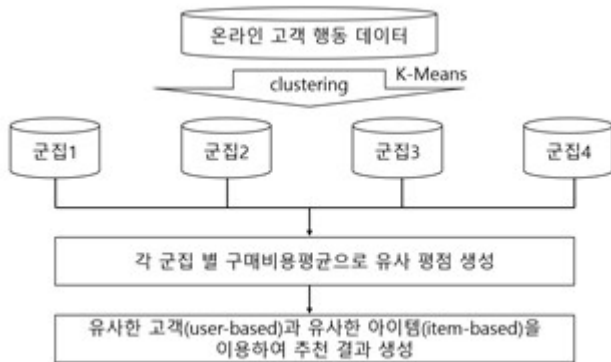 온라인 고객 행동 데이터
clustering
K-Means
군집1
군집2
군집3
군집4
각 군집 별 구매비용평균으로 유사 평점 생성
유사한 고객(user-based)과 유사한 아이템(item-based)을
이용하여 추천 결과 생성